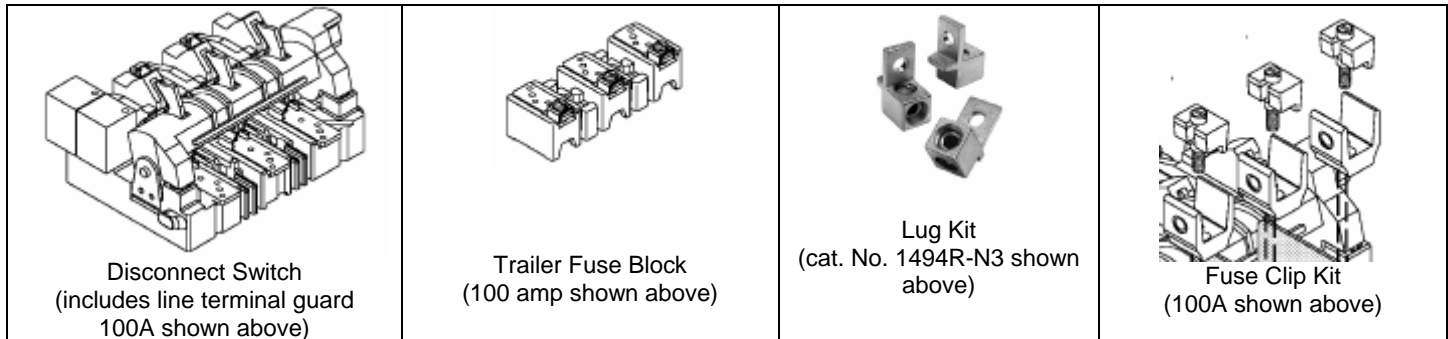 Disconnect Switch
(includes line terminal guard
100A shown above)
Trailer Fuse Block
(100 amp shown above)
Lug Kit
(cat. No. 1494R-N3 shown
above)
Fuse Clip Kit
(100A shown above)